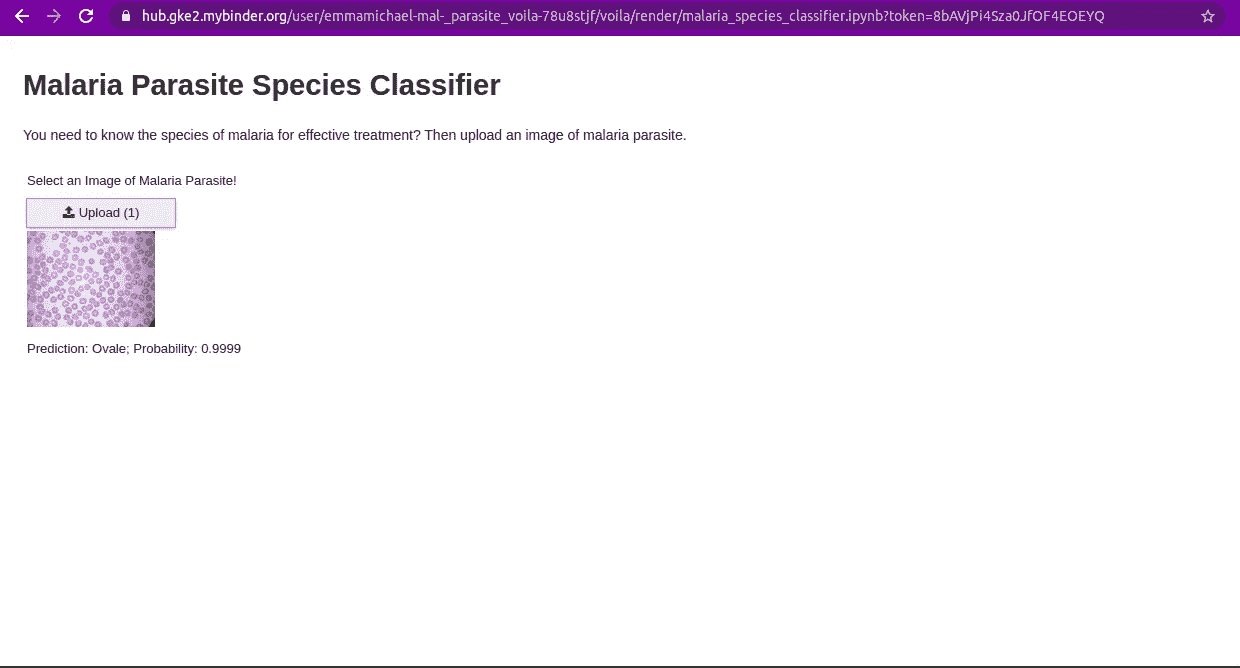 hub.gke2.mybinder.org/user/emmamichael-mal-_parasite_voila-78u8stjf/voila/render/malaria_species_classifier.ipynb?token=8bAVjPi4Sza0JfOF4EOEYQ
Malaria Parasite Species Classifier
You need to know the species of malaria for effective treatment? Then upload an image of malaria parasite.
Select an Image of Malaria Parasite!
Upload (1)
Prediction: Ovale; Probability: 0.9999